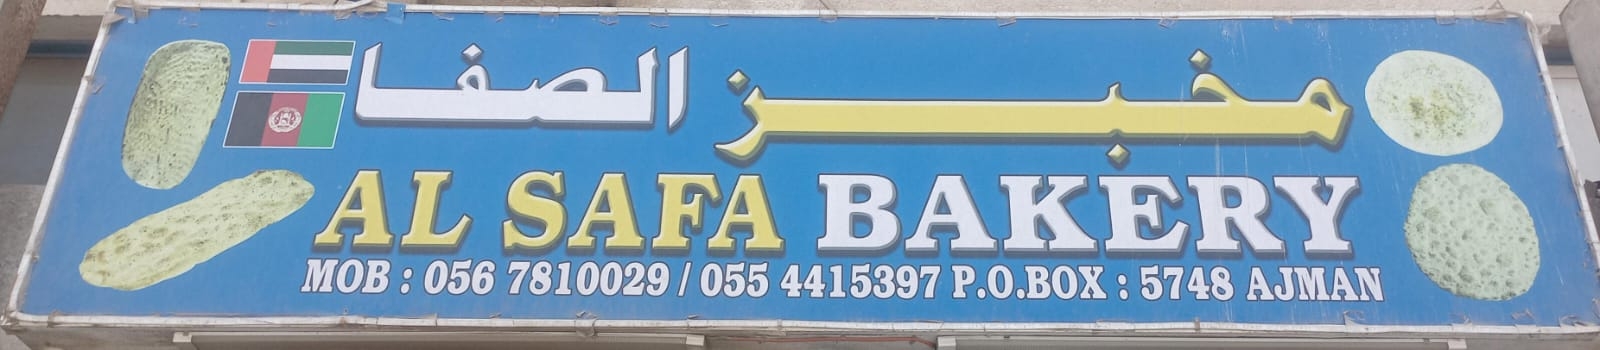 مخبز الصفا
AL SAFA BAKERY
MOB : 056 7810029 / 055 4415397 P.O.BOX : 5748 AJMAN